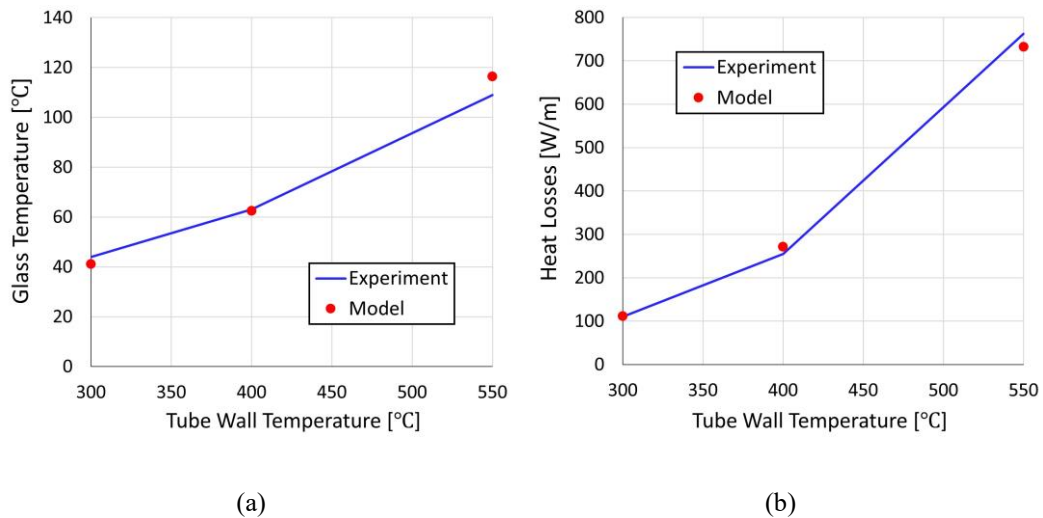 140
120
100
80
60
40
20
0
Glass Temperature [°C]
Experiment
Model
300 350 400 450 500 550
Tube Wall Temperature [°C]
(a)
800
700
600
500
400
300
200
100
0
Heat Losses [W/m]
Experiment
Model
300 350 400 450 500 550
Tube Wall Temperature [°C]
(b)